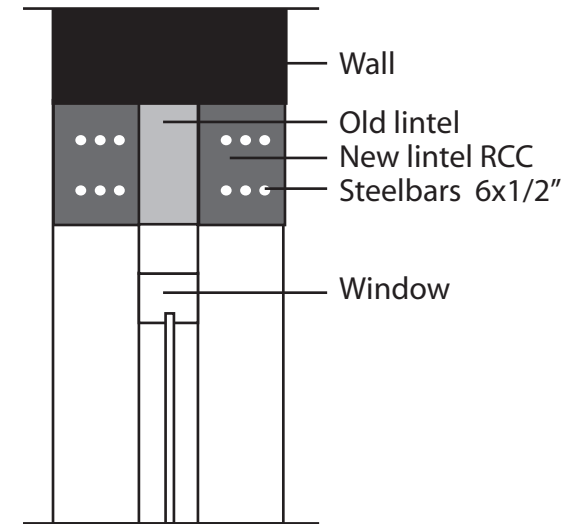 Wall
Old lintel
New lintel RCC
Steelbars  6x1/2”
Window